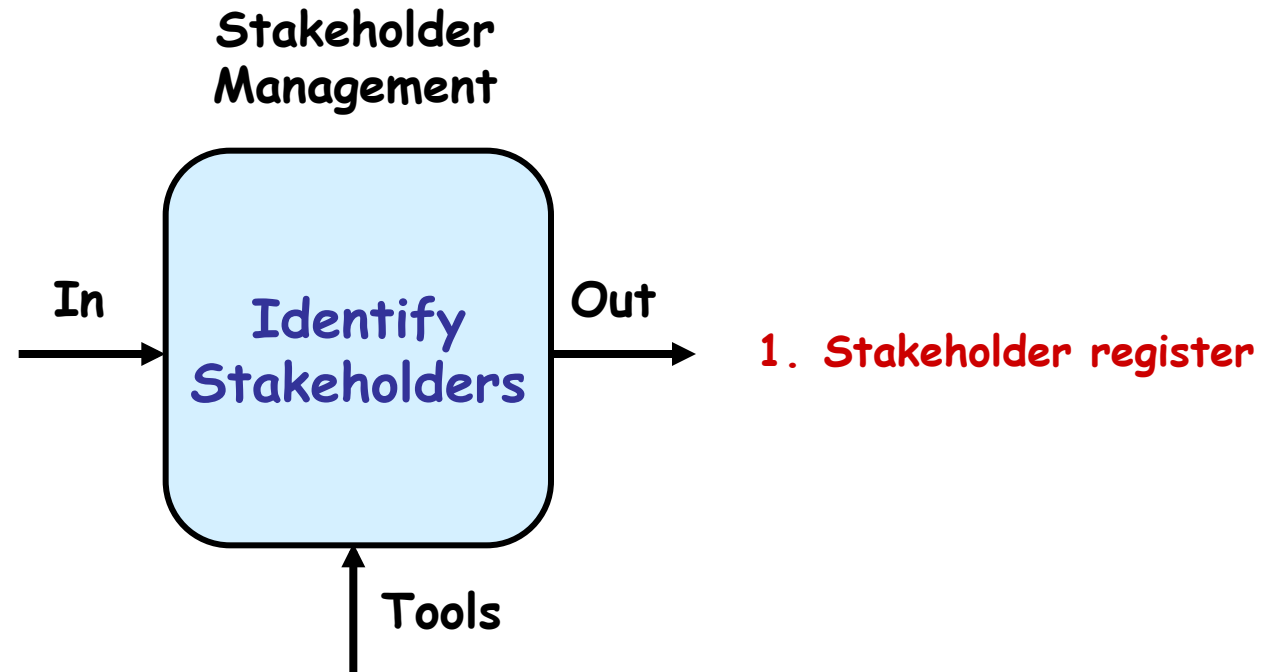 Stakeholder
Management
In
Identify
Stakeholders
Out
1. Stakeholder register
Tools